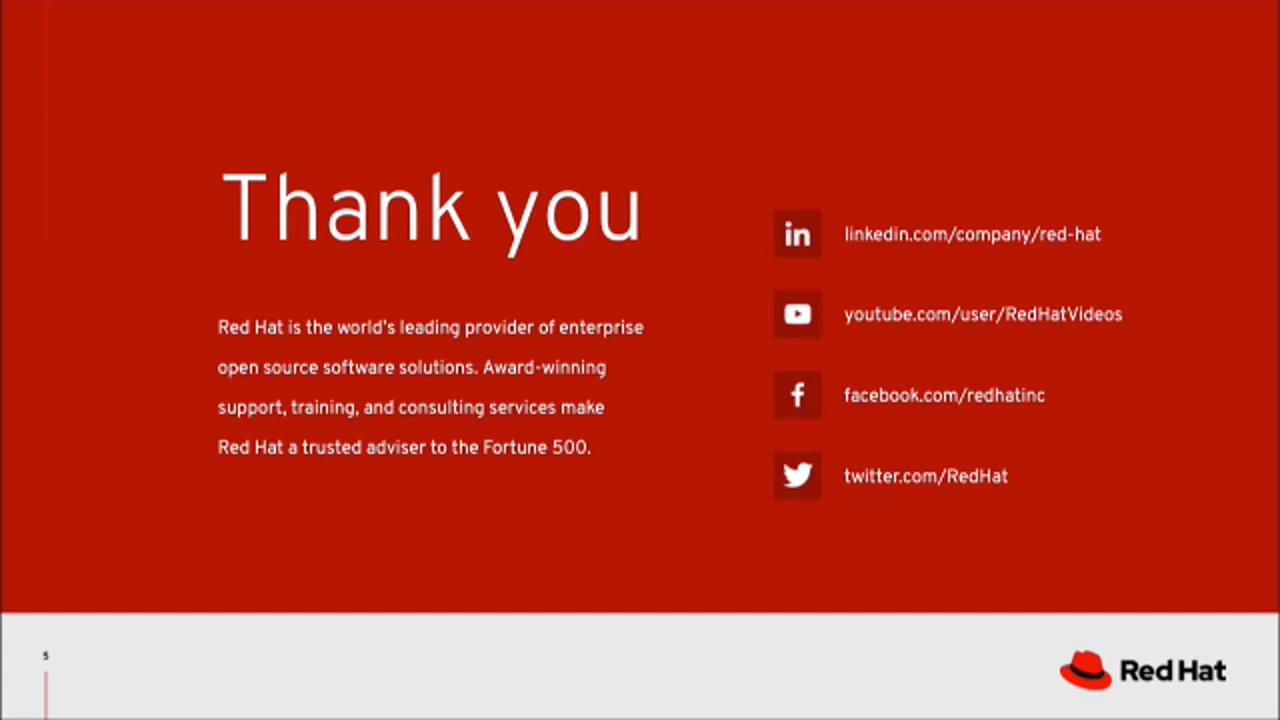 Thank you
Red Hat is the world's leading provider of enterprise
open source software solutions. Award-winning
support, training, and consulting services make
Red Hat a trusted adviser to the Fortune 500.
in
linkedin.com/company/red-hat
youtube.com/user/RedHatVideos
f
facebook.com/redhatinc
twitter.com/RedHat
5
Red Hat